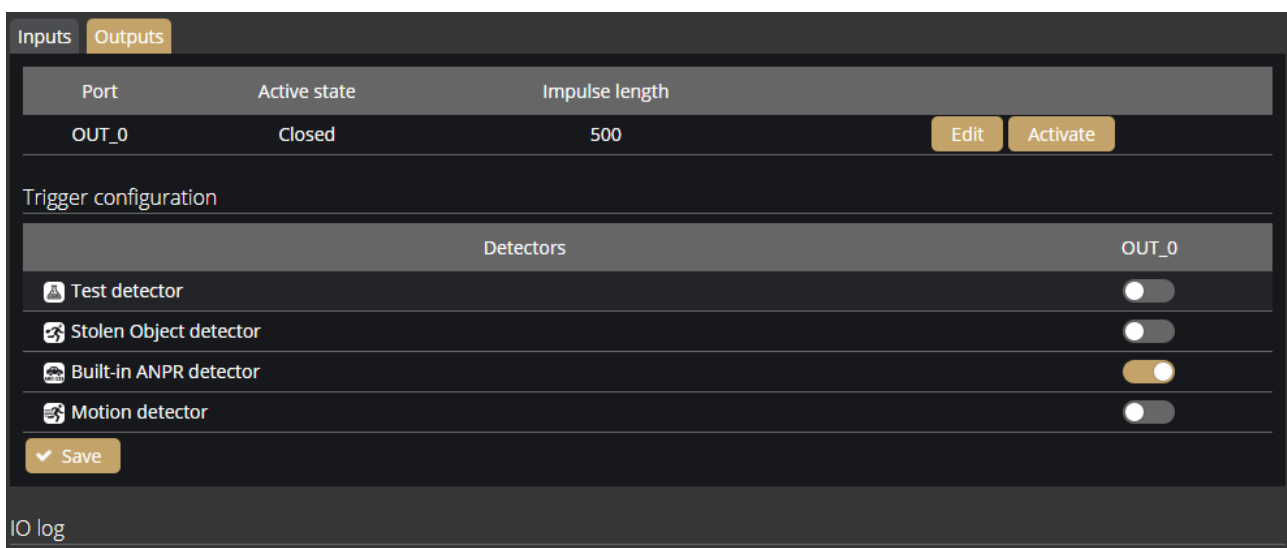 Inputs Outputs
Port Active state Impulse length
OUT_0 Closed 500 Edit Activate
Trigger configuration
Detectors OUT_0
Test detector
Stolen Object detector
Built-in ANPR detector
Motion detector
Save
IO log